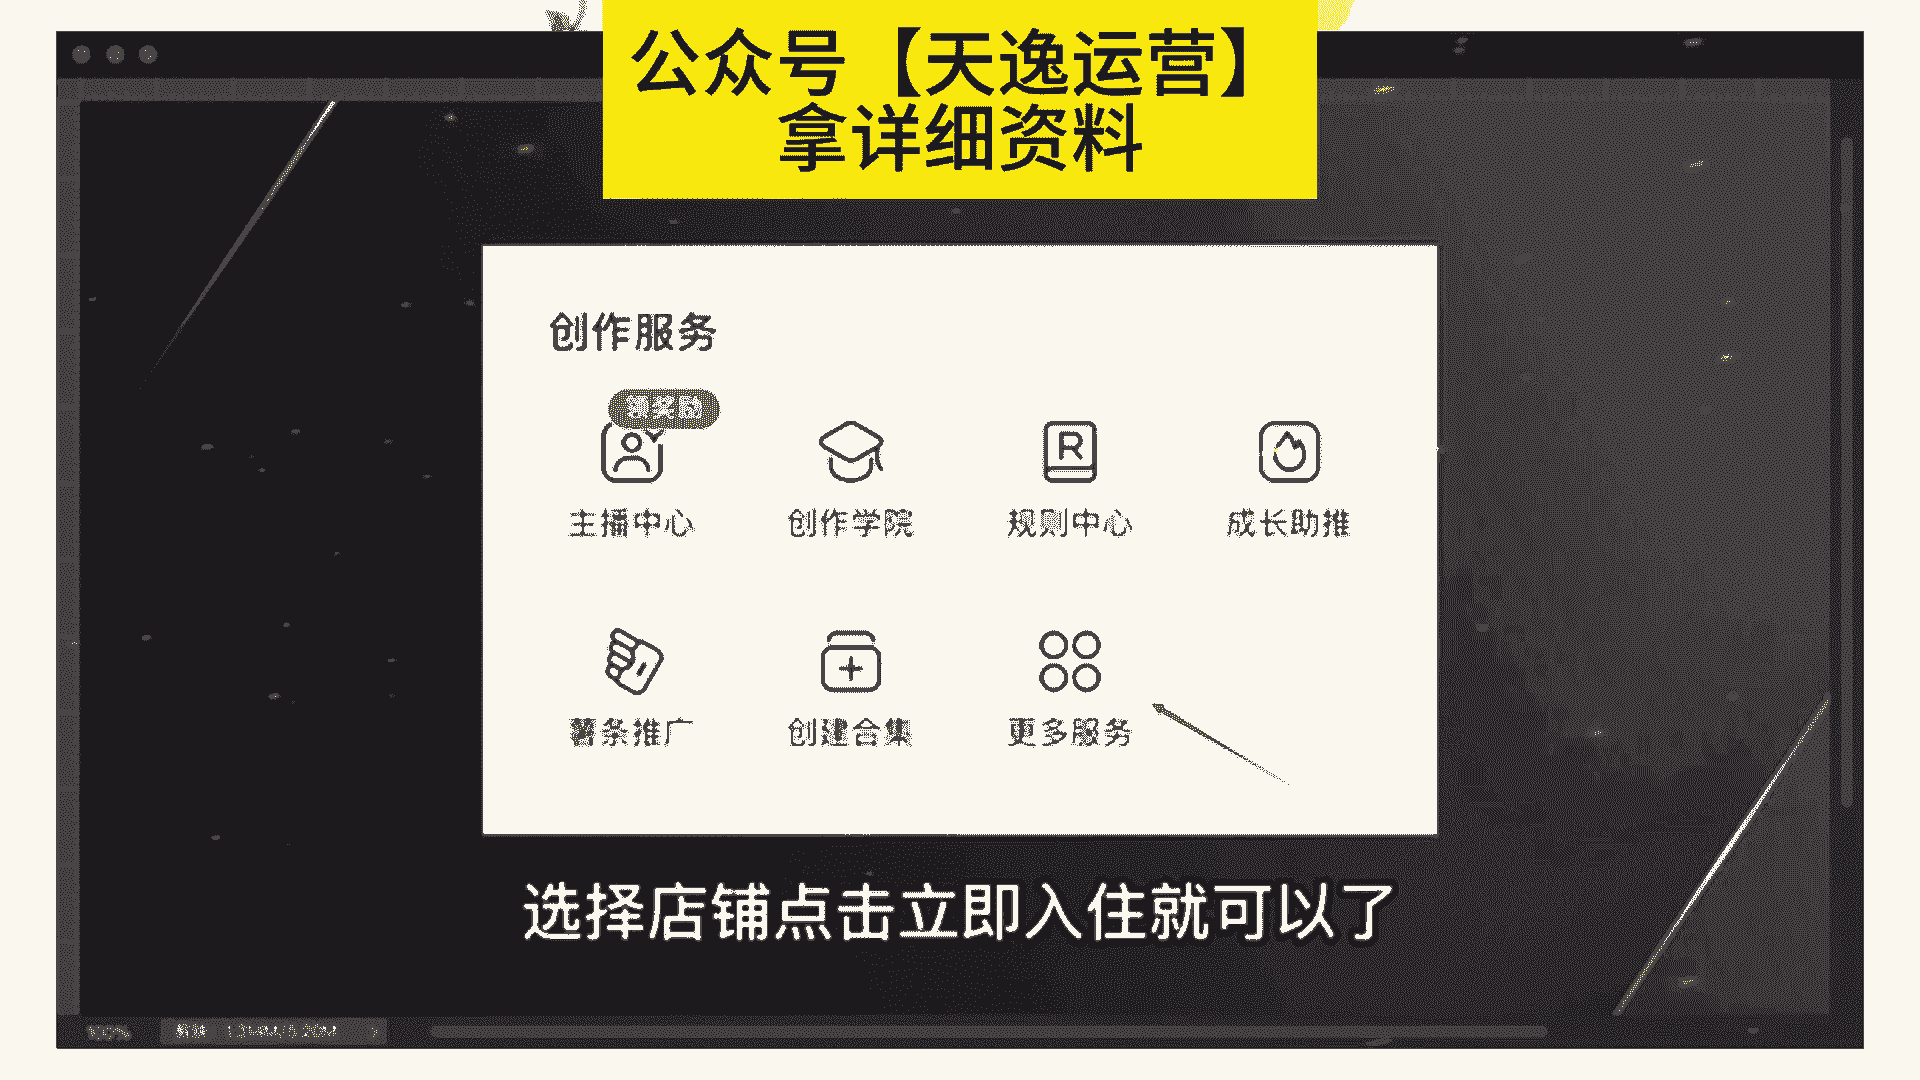 公众号【天逸运营】
拿详细资料
创作服务
领奖励
主播中心
创作学院
规则中心
成长助推
薯条推广
创建合集
更多服务
选择店铺点击立即入住就可以了